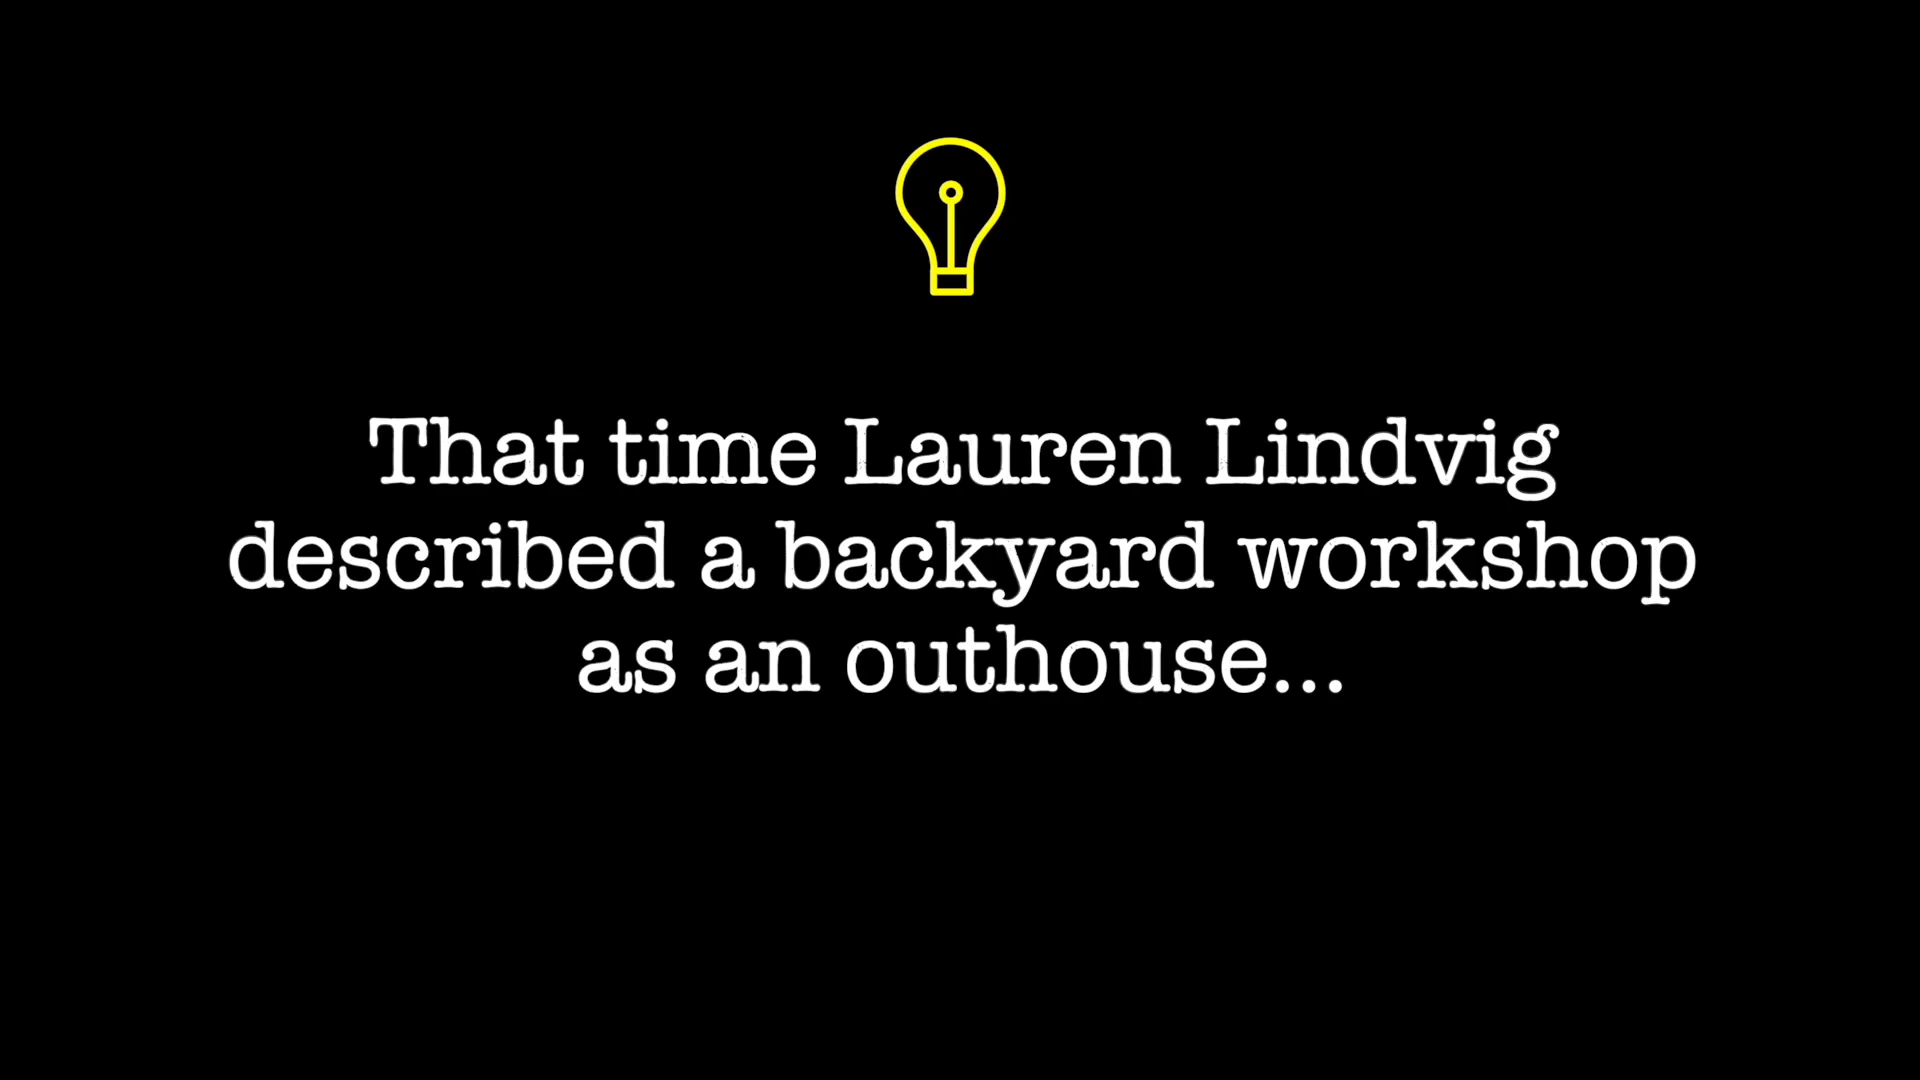 That time Lauren Lindvig
described a backyard workshop
as an outhouse...